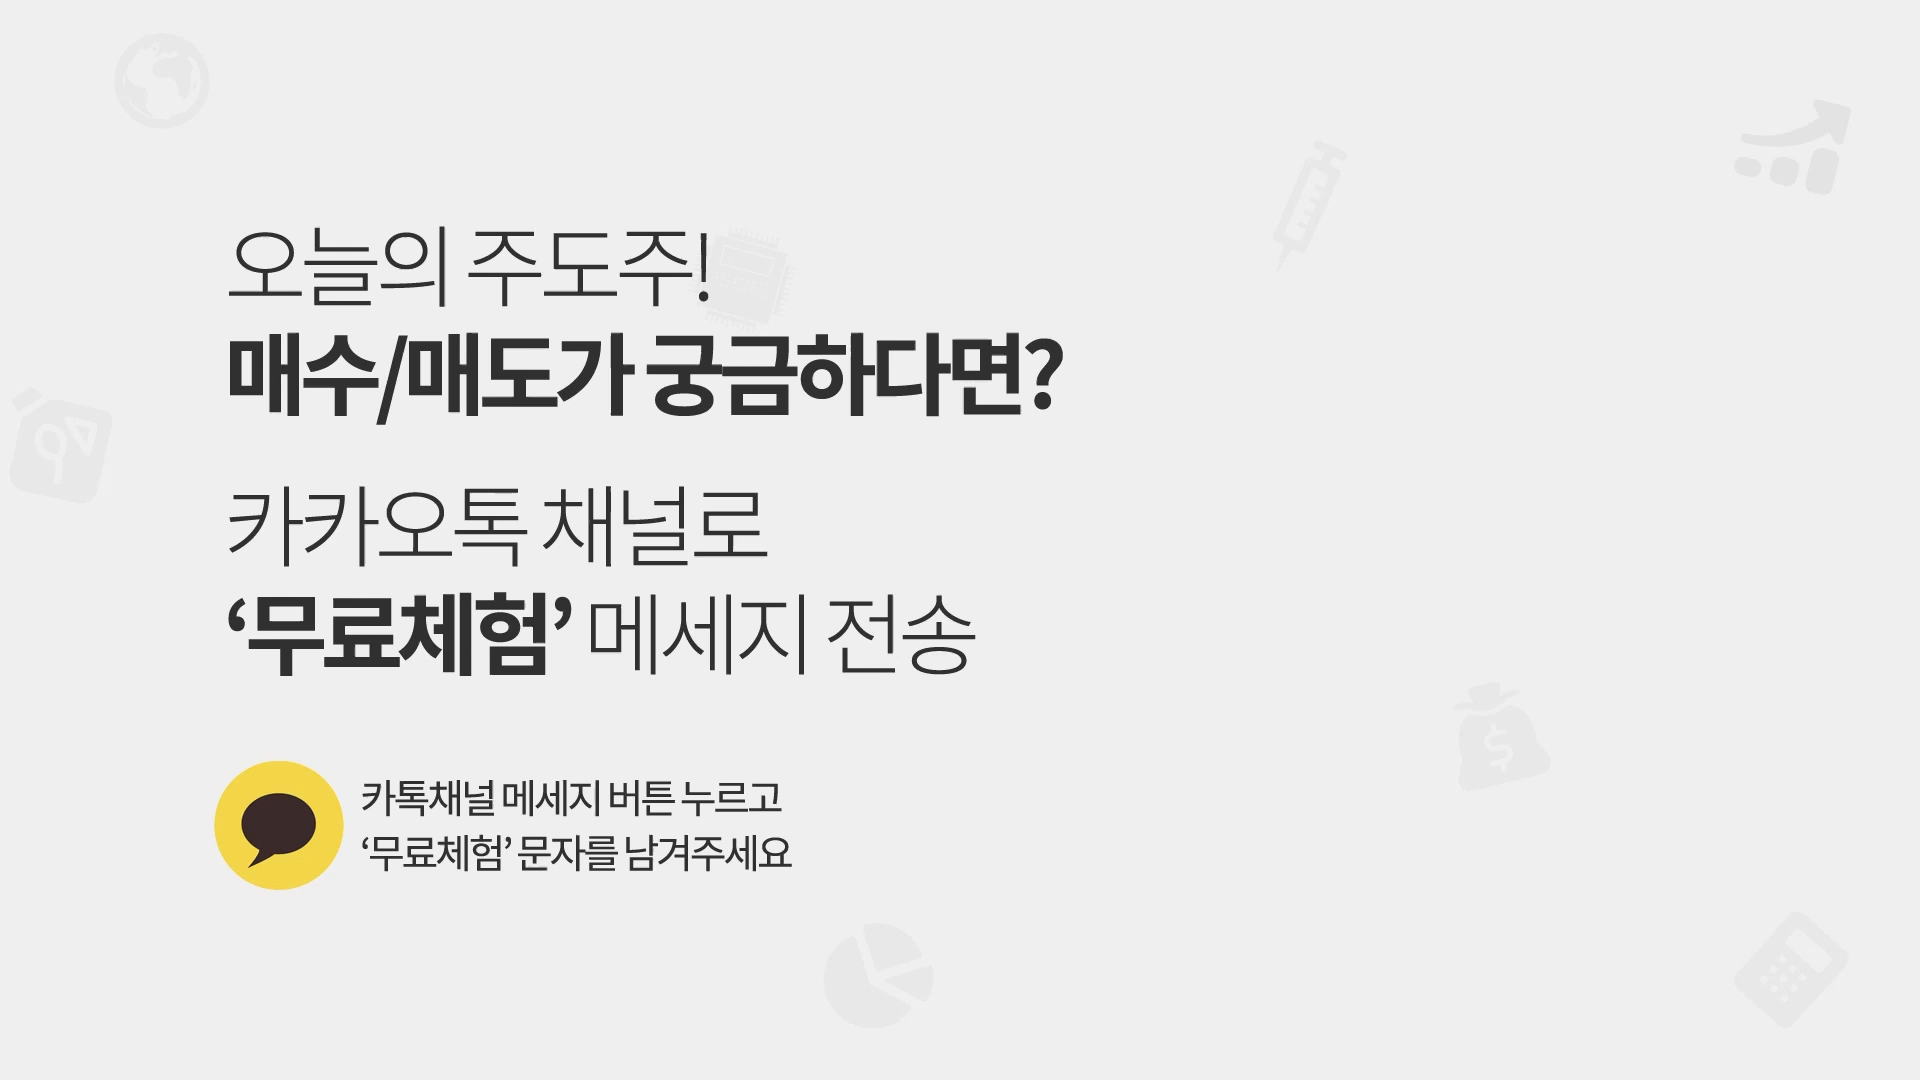 오늘의 주도주!
매수/매도가 궁금하다면?
카카오톡 채널로
‘무료체험’ 메세지 전송
카톡채널 메세지 버튼 누르고
‘무료체험’ 문자를 남겨주세요